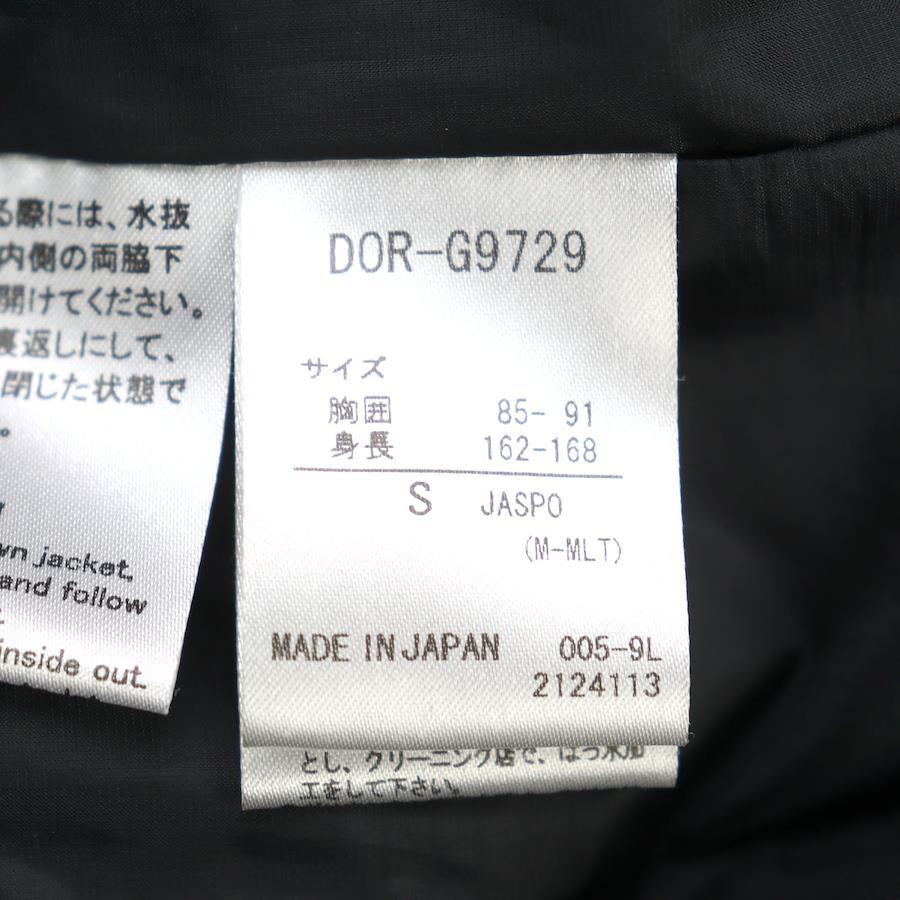 る際には、水抜
内側の両脇下
開けてください。
裏返しにして、
閉じた状態で
。
wn jacket.
and follow
inside out.
DOR-G9729
サイズ
胸囲 85-91
身長 162-168
S JASPO
(M-MLT)
MADE IN JAPAN 005-9L
2124113
とし、クリーニング店で、はっ水加
工をして下さい。